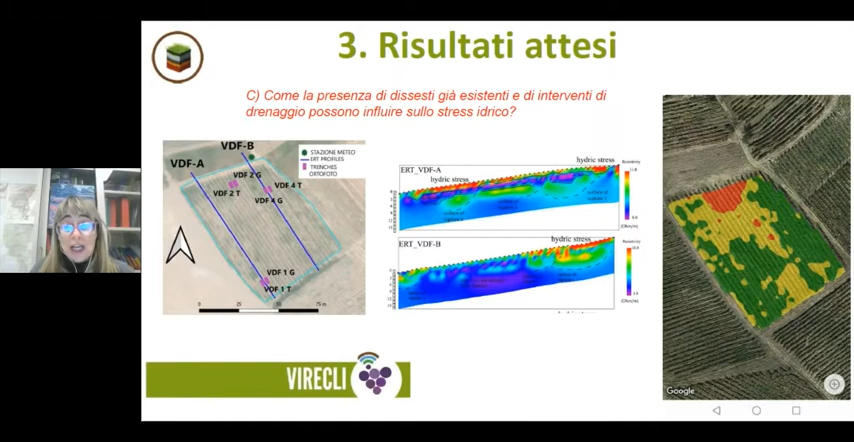 3. Risultati attesi
C) Come la presenza di dissesti già esistenti e di interventi di
drenaggio possono influire sullo stress idrico?
VDF-B
VDF-A
STAZIONE METEO
ERT PROFILES
TRENCHES
ORTOFOTO
VDF 2 G
VDF 2 T
VDF 4 T
VDF 4 G
VDF 1 G
VDF 1 T
0 25 50 75 m
ERT_VDF-A
hydric stress
hydric stress
Resistivity
ERT_VDF-B
hydric stress
Resistivity
VIRECLI
Google